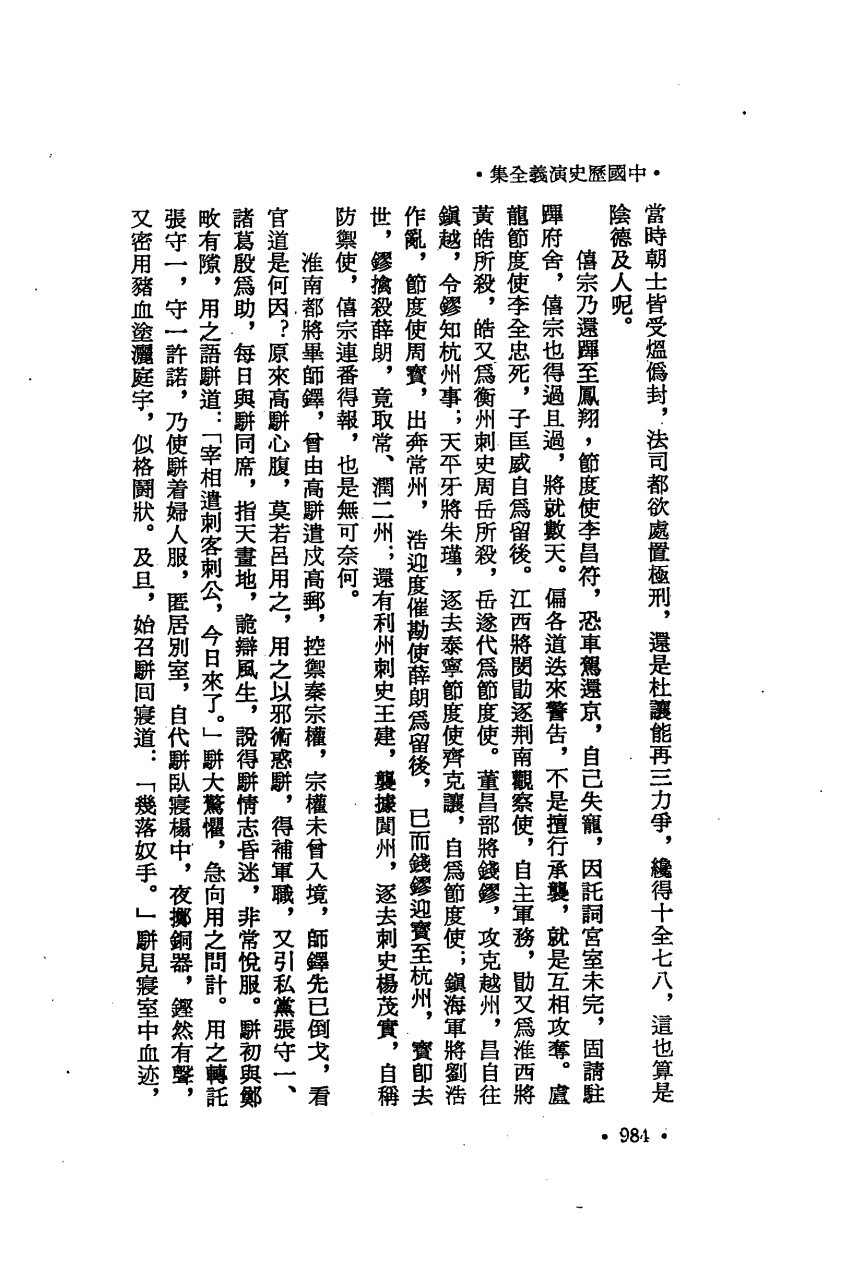 •中國歷史演義全集•
當時朝士皆受熅僞封，法司都欲處置極刑，還是杜讓能再三力爭，纔得十全七八，這也算是
陰德及人呢。
僖宗乃還蹕至鳳翔，節度使李昌符，恐車駕還京，自己失寵，因託詞宮室未完，固請駐
蹕府舍，僖宗也得過且過，將就數天。偏各道迭來警告，不是擅行承襲，就是互相攻奪。盧
龍節度使李全忠死，子匡威自爲留後。江西將閔勖逐荆南觀察使，自主軍務，勖又爲淮西將
黃皓所殺，皓又爲衡州刺史周岳所殺，岳遂代爲節度使。董昌部將錢鏐，攻克越州，昌自往
鎭越，令鏐知杭州事；天平牙將朱瑾，逐去泰寧節度使齊克讓，自爲節度使；鎭海軍將劉浩
作亂，節度使周寶，出奔常州，浩迎度催勘使薛朗爲留後，已而錢鏐迎寶至杭州，寶卽去
世，鏐擒殺薛朗，竟取常、潤二州；還有利州刺史王建，襲據閬州，逐去刺史楊茂實，自稱
防禦使，僖宗連番得報，也是無可奈何。
淮南都將畢師鐸，曾由高駢遣戍高郵，控禦秦宗權，宗權未曾入境，師鐸先已倒戈，看
官道是何因？原來高駢心腹，莫若呂用之，用之以邪術惑駢，得補軍職，又引私黨張守一、
諸葛殷爲助，每日與駢同席，指天畫地，詭辯風生，說得駢情志昏迷，非常悅服。駢初與鄭
畋有隙，用之語駢道：「宰相遣刺客刺公，今日來了。」駢大驚懼，急向用之問計。用之轉託
張守一，守一許諾，乃使駢着婦人服，匿居別室，自代駢臥寢榻中，夜擲銅器，鏗然有聲，
又密用豬血塗灑庭宇，似格鬭狀。及旦，始召駢回寢道：「幾落奴手。」駢見寢室中血迹，
•984•